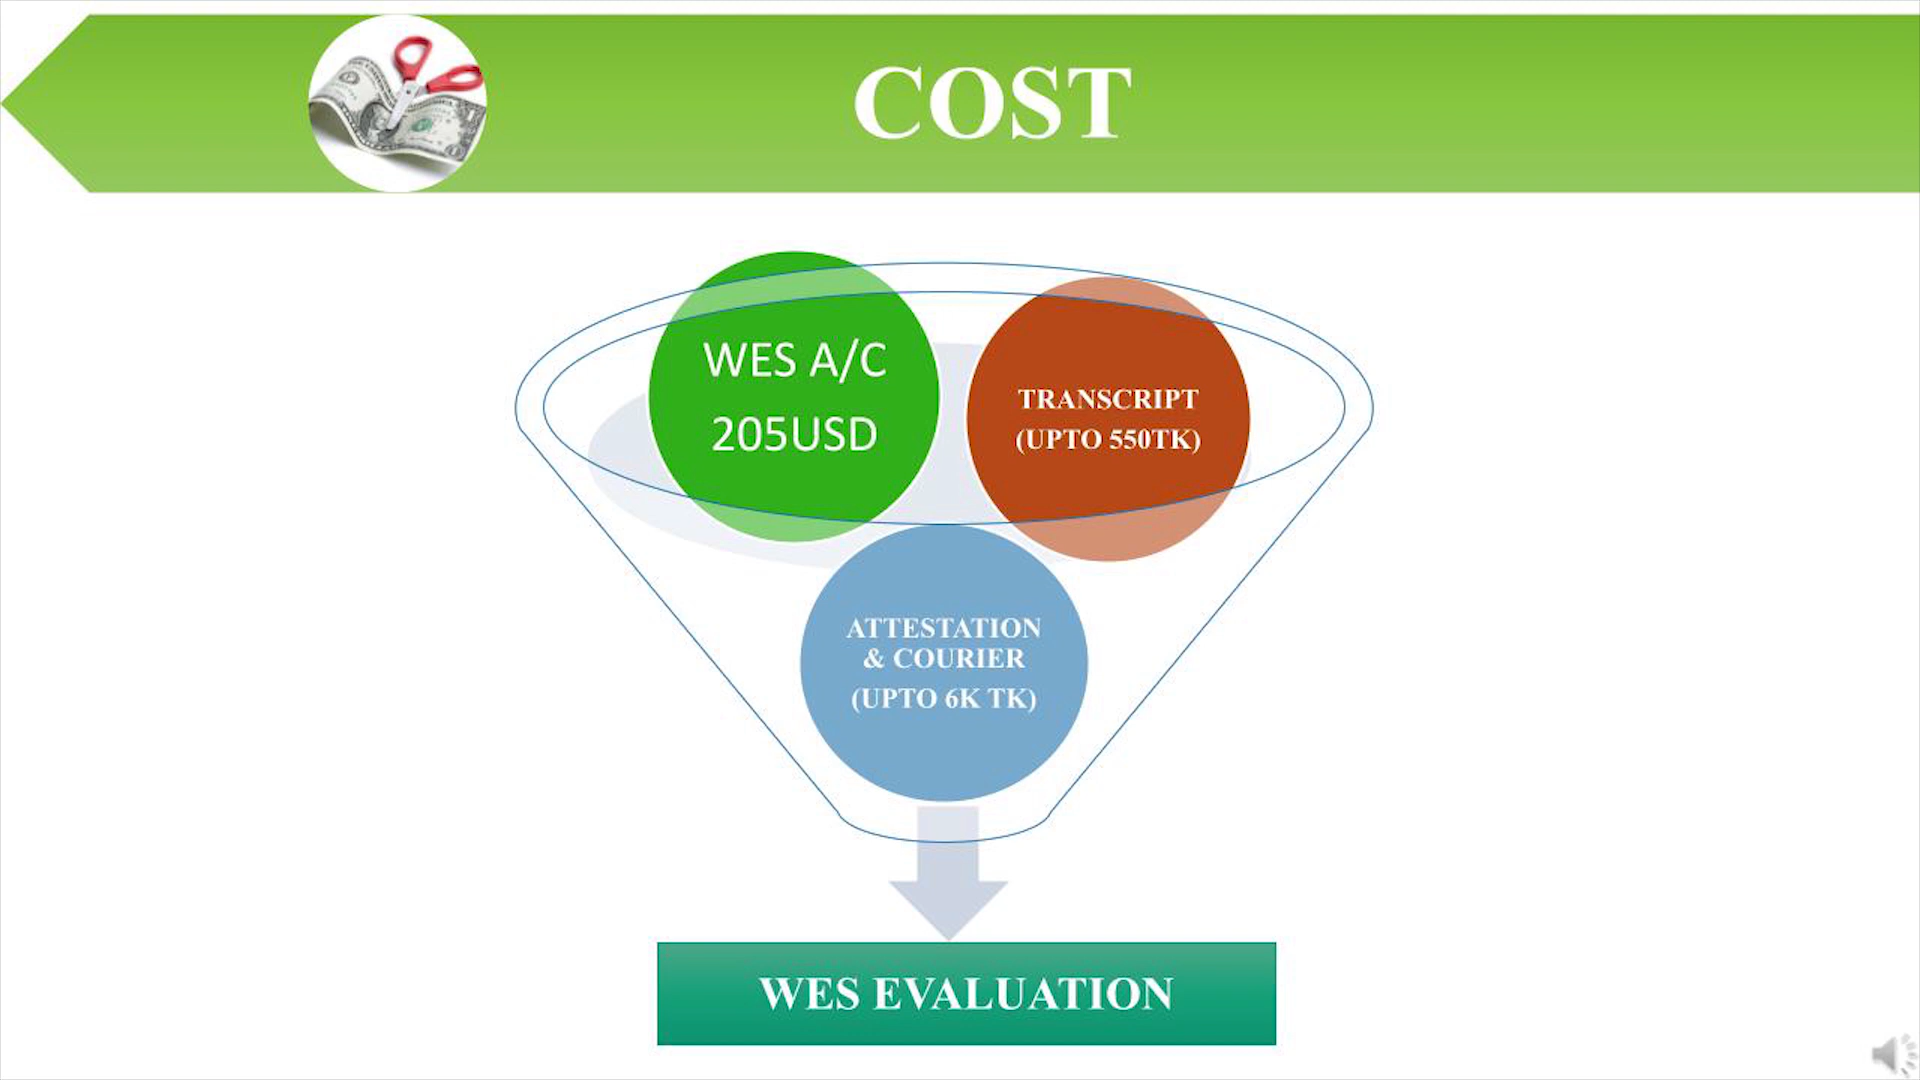 COST
WES A/C
205USD
TRANSCRIPT
(UPTO 550TK)
ATTESTATION
& COURIER
(UPTO 6K TK)
WES EVALUATION